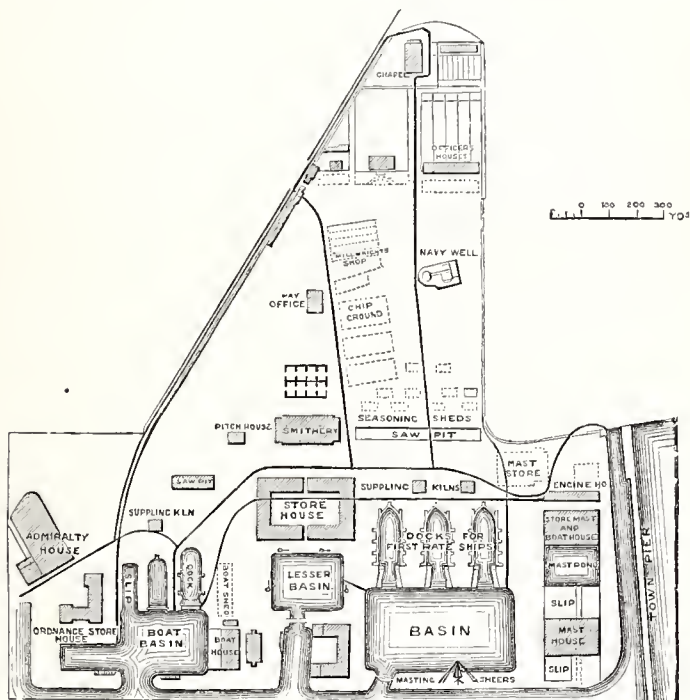 CHAPEL
OFFICERS
HOUSES
0 100 200 300
YDS
MILLWRIGHTS
SHOP
NAVY WELL
PAY
OFFICE
CHIP
GROUND
SEASONING SHEDS
PITCH HOUSE
SMITHERY
SAW PIT
MAST
STORE
SAW PIT
SUPPLING KILNS
ENGINE HO
STORE
HOUSE
SUPPLING KLN
ADMIRALTY
HOUSE
DOCKS FOR
FIRST RATE SHIPS
STORE MAST
AND
BOATHOUSE
MAST POND
TOWN PIER
SLIP
DOCK
BOAT SHED
LESSER
BASIN
SLIP
ORDNANCE STORE
HOUSE
BOAT
BASIN
BOAT
HOUSE
BASIN
MAST
HOUSE
MASTING SHEERS
SLIP